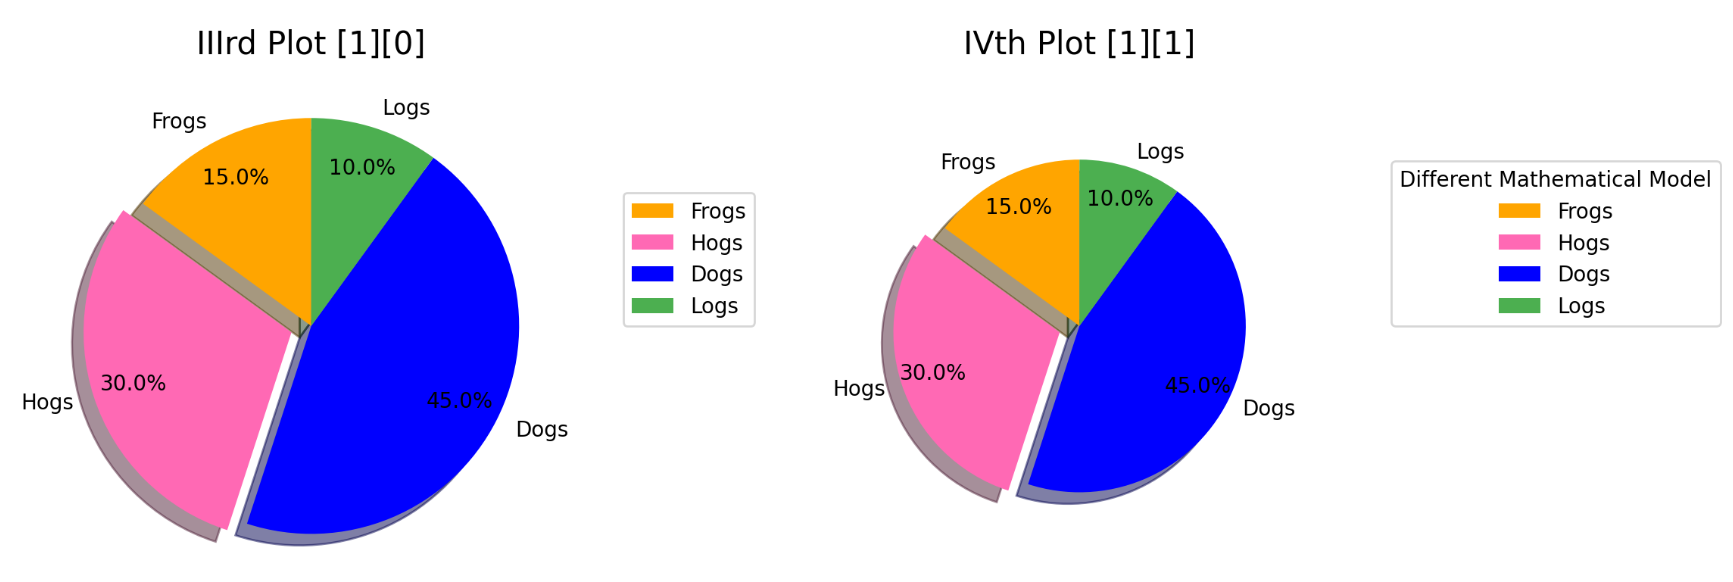 IIIrd Plot [1][0]
Logs
Frogs
10.0%
15.0%
30.0%
Hogs
45.0%
Dogs
Frogs
Hogs
Dogs
Logs
IVth Plot [1][1]
Logs
Frogs
10.0%
15.0%
30.0%
Hogs
45.0%
Dogs
Different Mathematical Model
Frogs
Hogs
Dogs
Logs